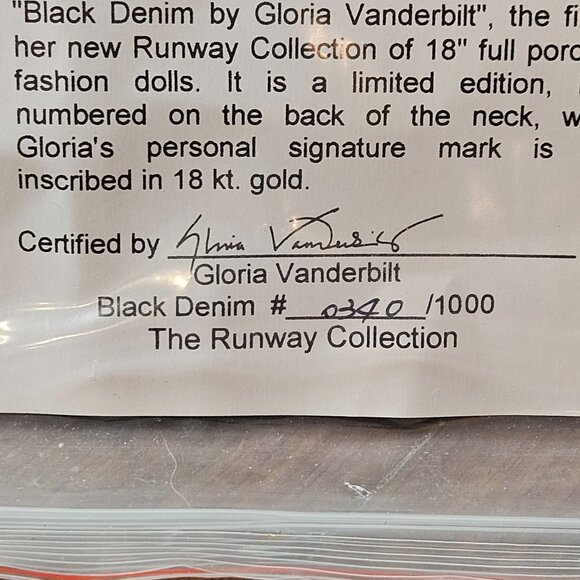 "Black Denim by Gloria Vanderbilt", the
her new Runway Collection of 18" full
fashion dolls. It is a limited edition,
numbered on the back of the neck,
Gloria's personal signature mark is
inscribed in 18 kt. gold.
Certified by Gloria Vanderbilt
Gloria Vanderbilt
Black Denim # 0340 /1000
The Runway Collection